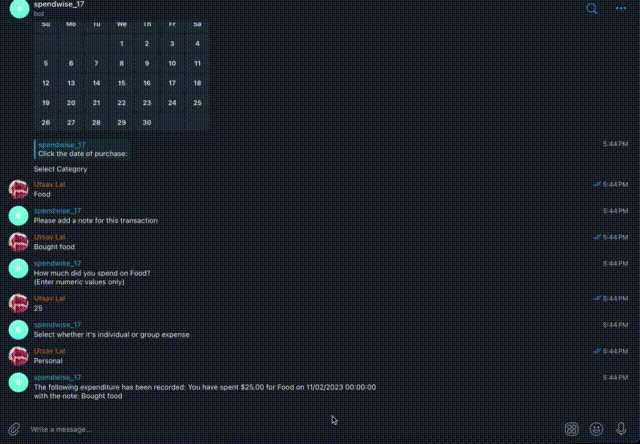 spendwise_17
bot
Su Mo Tu We Th Fr Sa
1 2 3 4
5 6 7 8 9 10 11
12 13 14 15 16 17 18
19 20 21 22 23 24 25
26 27 28 29 30
spendwise_17 5:44 PM
Click the date of purchase:
Select Category
Utsav Lal 5:44 PM
Food
spendwise_17 5:44 PM
Please add a note for this transaction
Utsav Lal 5:44 PM
Bought food
spendwise_17 5:44 PM
How much did you spend on Food?
(Enter numeric values only)
Utsav Lal 5:44 PM
25
spendwise_17 5:44 PM
Select whether it's individual or group expense
Utsav Lal 5:44 PM
Personal
spendwise_17 5:44 PM
The following expenditure has been recorded: You have spent $25.00 for Food on 11/02/2023 00:00:00
with the note: Bought food
Write a message...